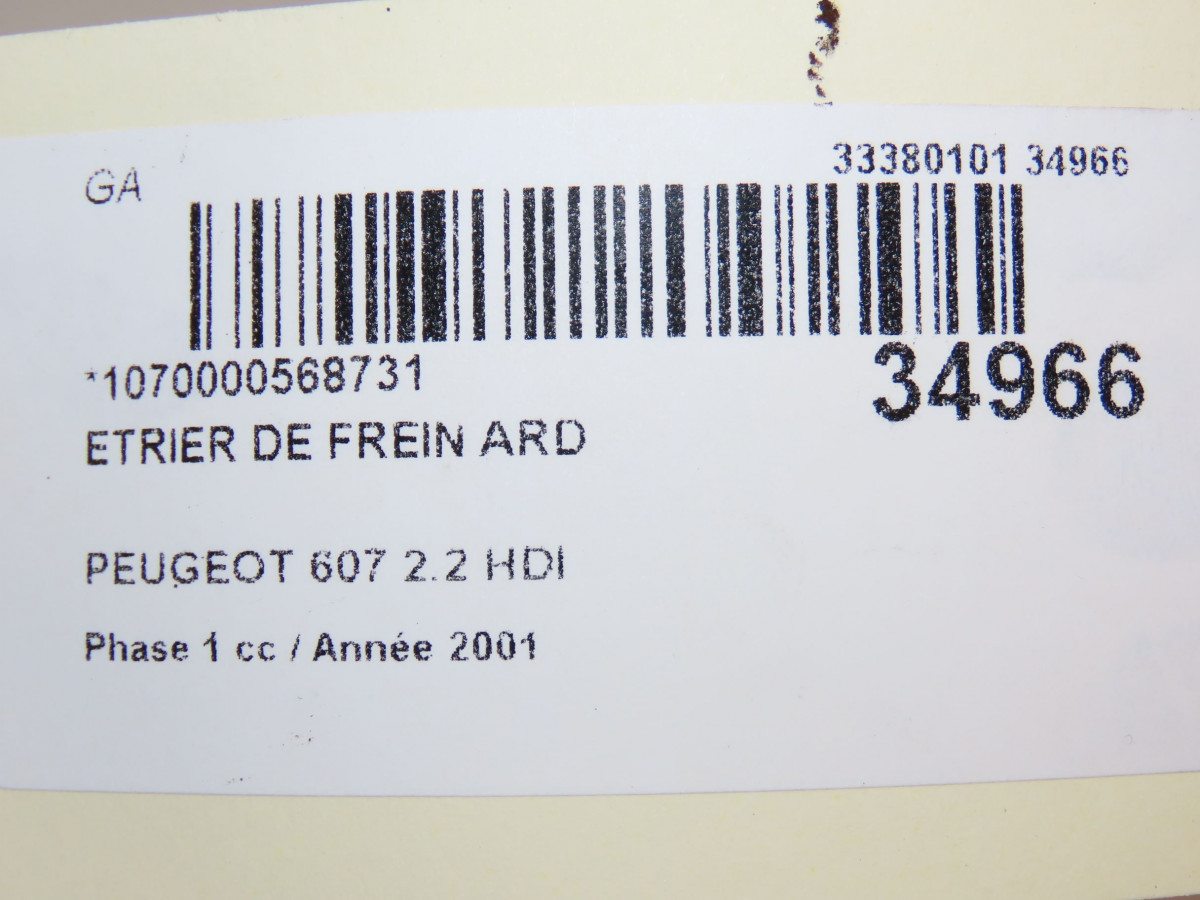 GA
33380101 34966
*1070000568731
34966
ETRIER DE FREIN ARD
PEUGEOT 607 2.2 HDI
Phase 1 cc / Année 2001